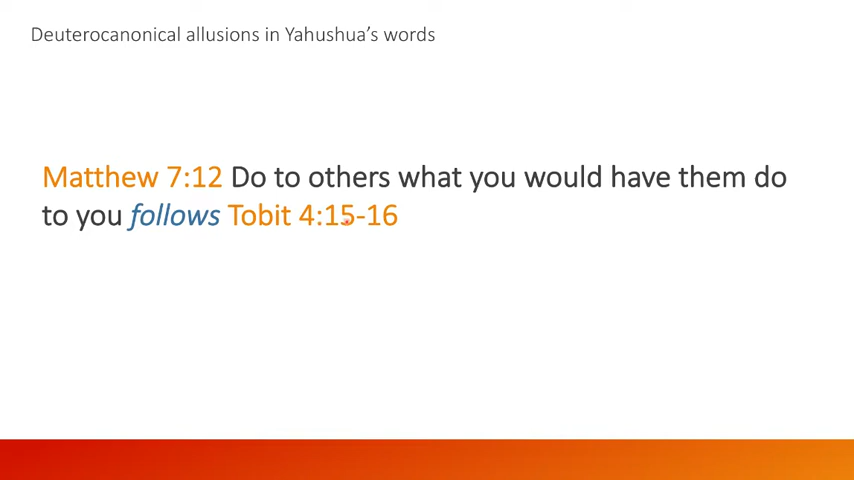 Deuterocanonical allusions in Yahushua’s words
Matthew 7:12 Do to others what you would have them do
to you follows Tobit 4:15-16